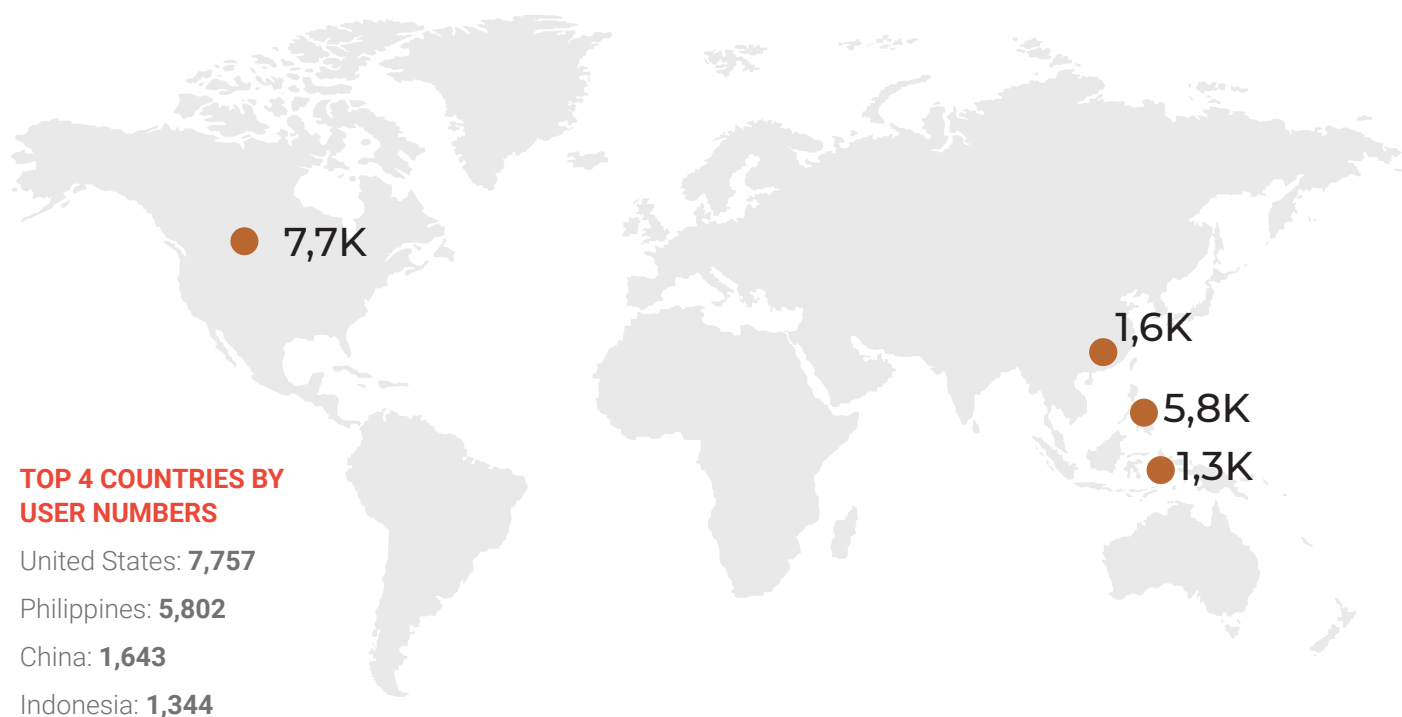 7,7K
1,6K
5,8K
1,3K
TOP 4 COUNTRIES BY
USER NUMBERS
United States: 7,757
Philippines: 5,802
China: 1,643
Indonesia: 1,344